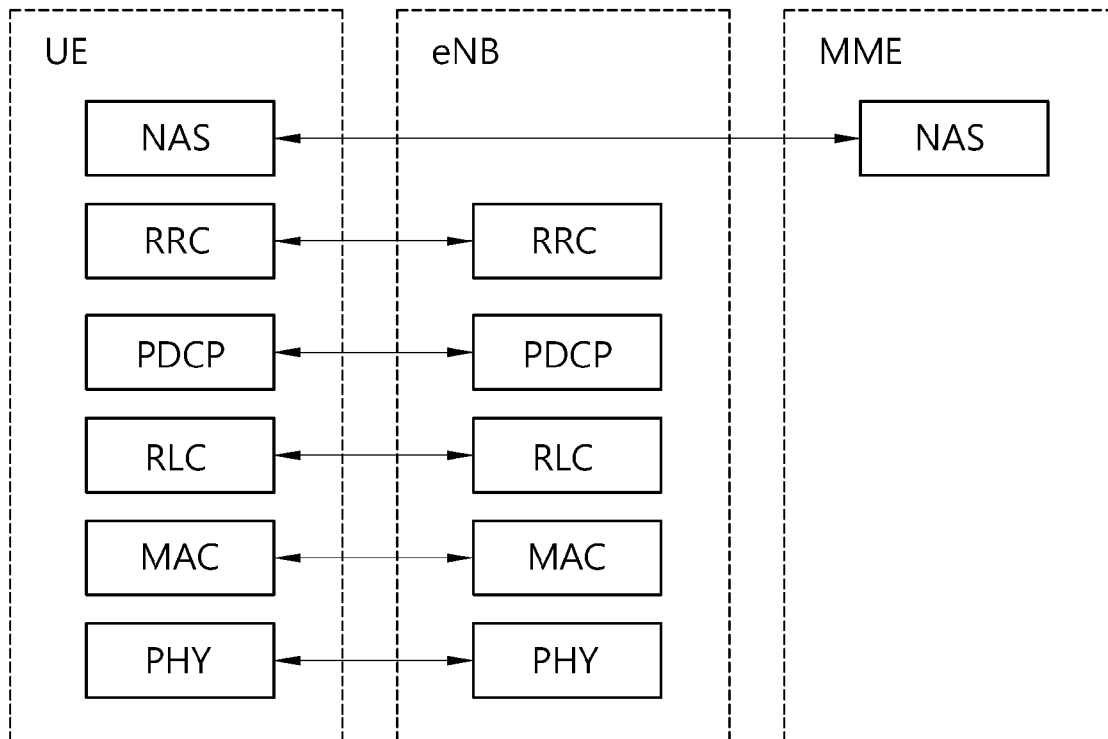 UE eNB MME
NAS NAS
RRC RRC
PDCP PDCP
RLC RLC
MAC MAC
PHY PHY